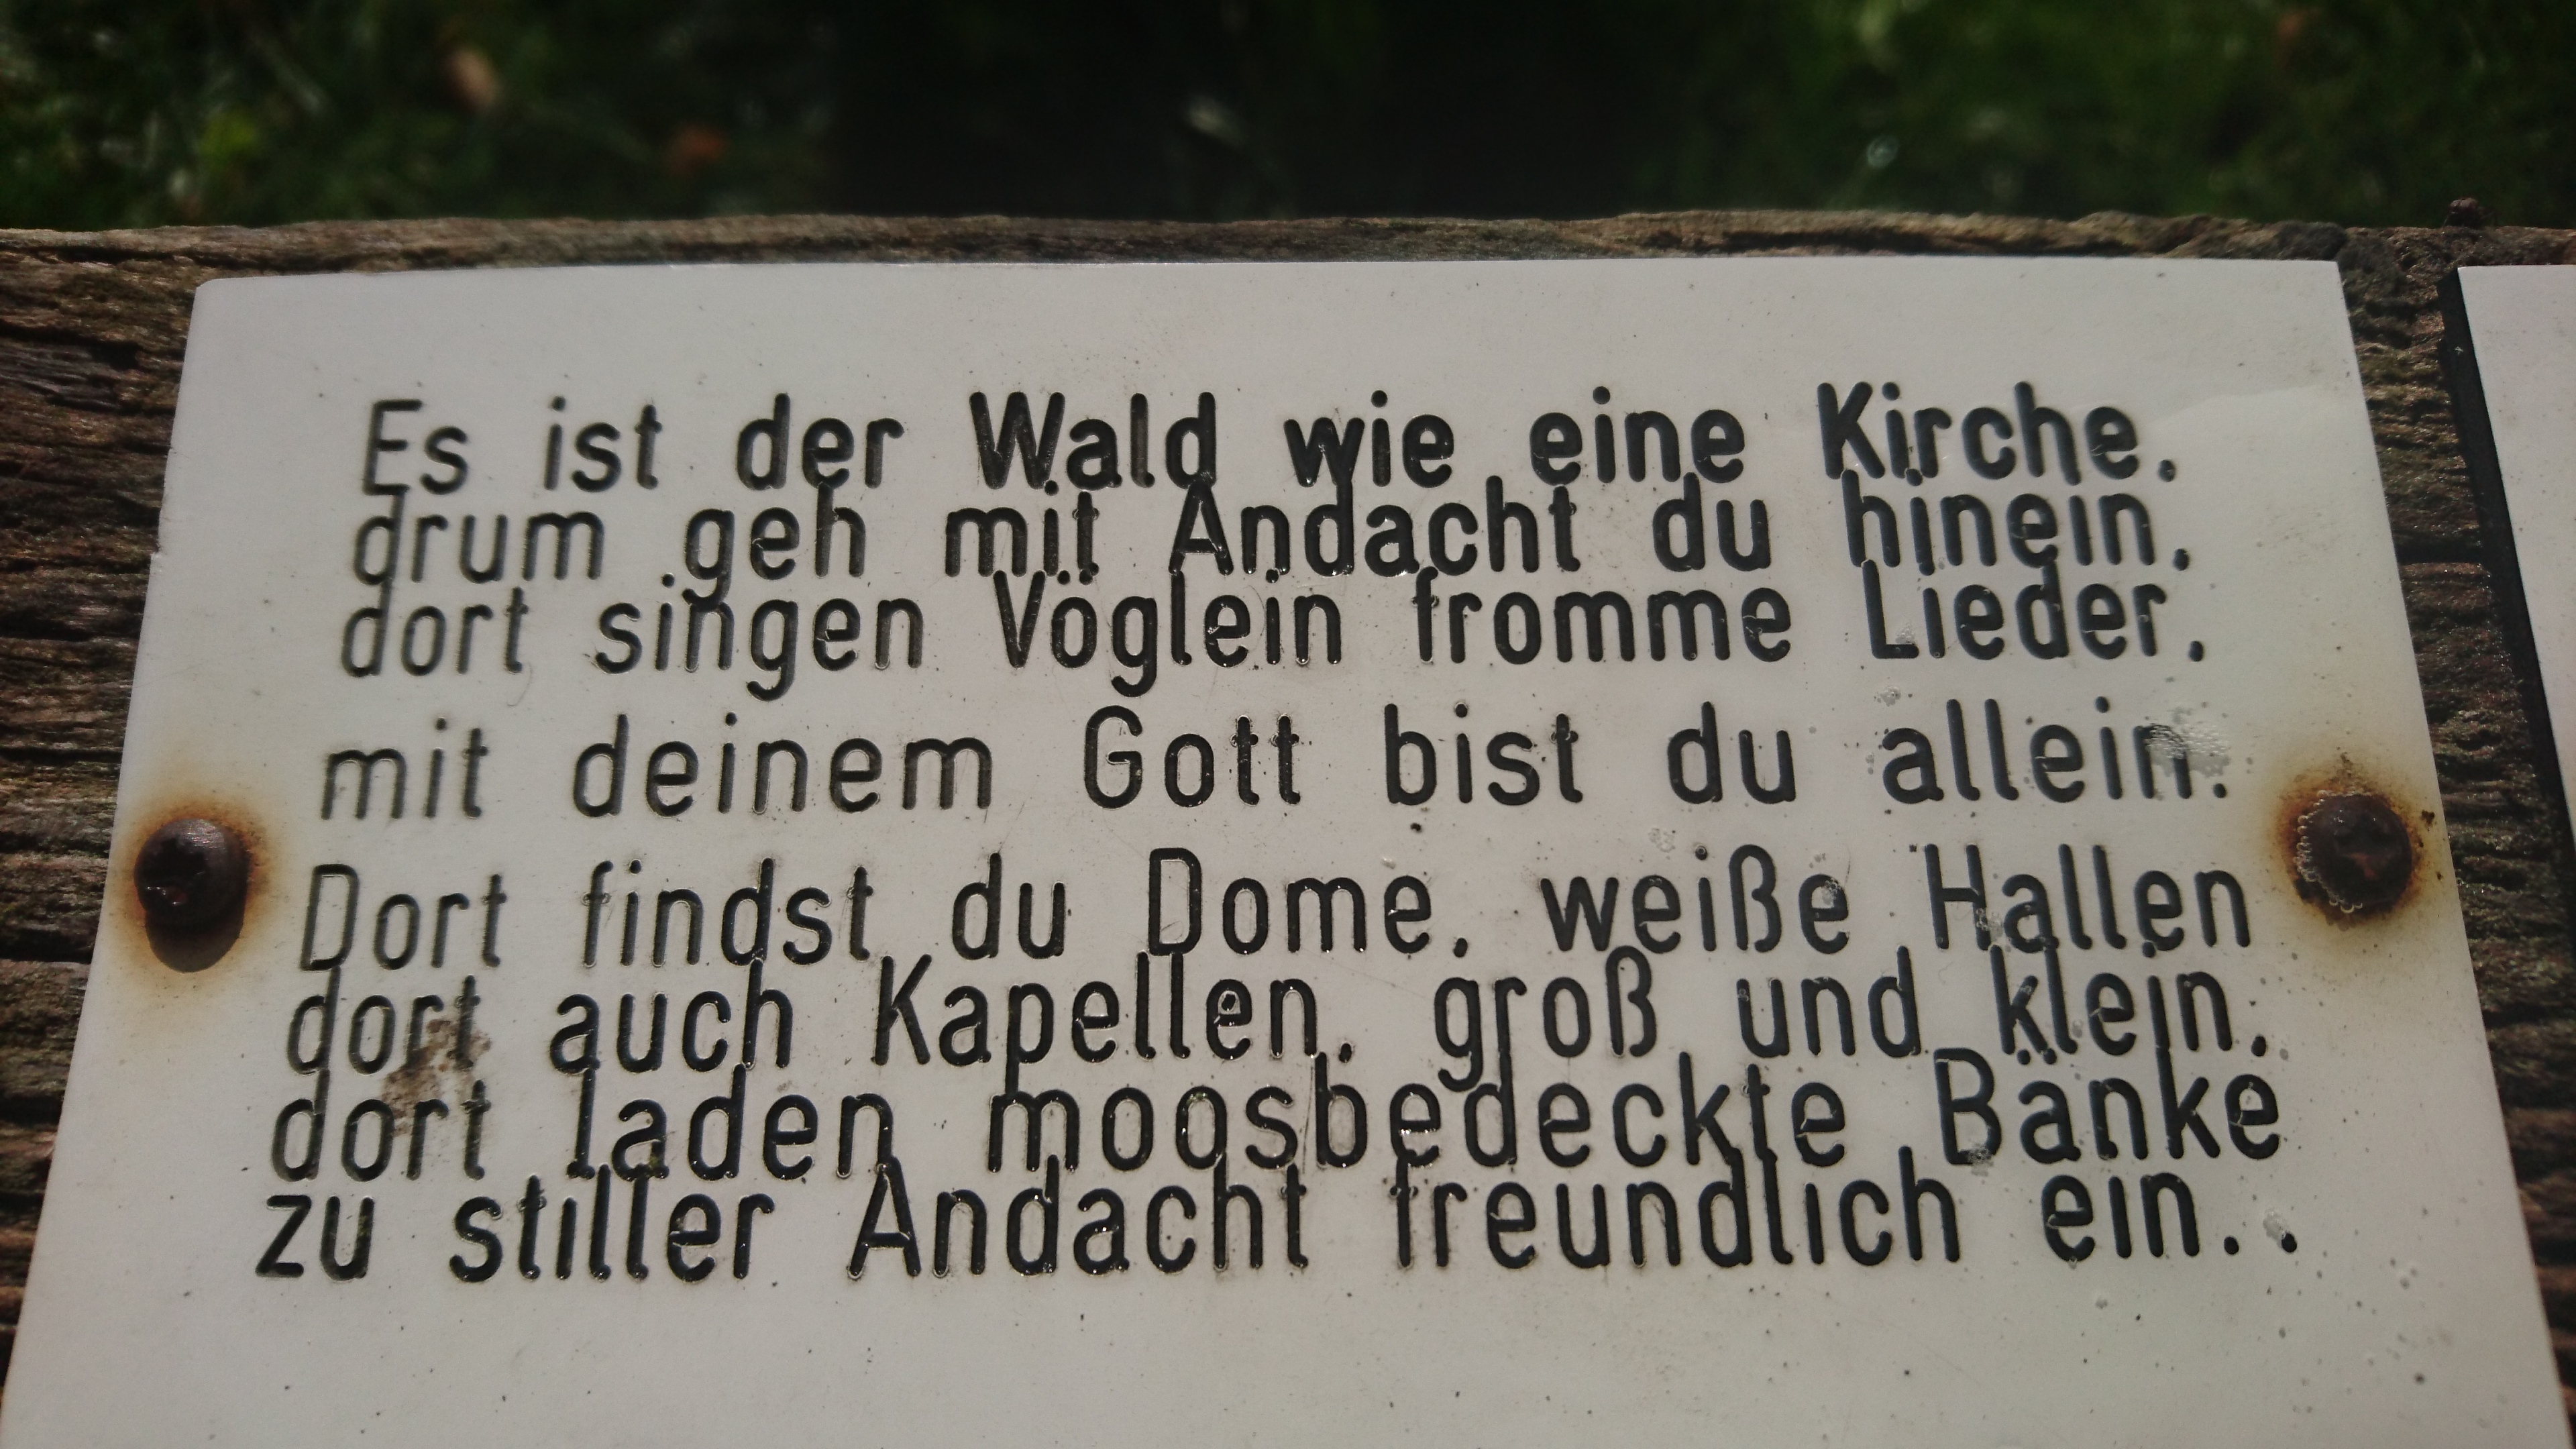 Es ist der Wald wie eine Kirche,
drum geh mit Andacht du hinein,
dort singen Vöglein fromme Lieder,
mit deinem Gott bist du allein.
Dort findst du Dome, weiße Hallen
dort auch Kapellen, groß und klein,
dort laden moosbedeckte Bänke
zu stiller Andacht freundlich ein..